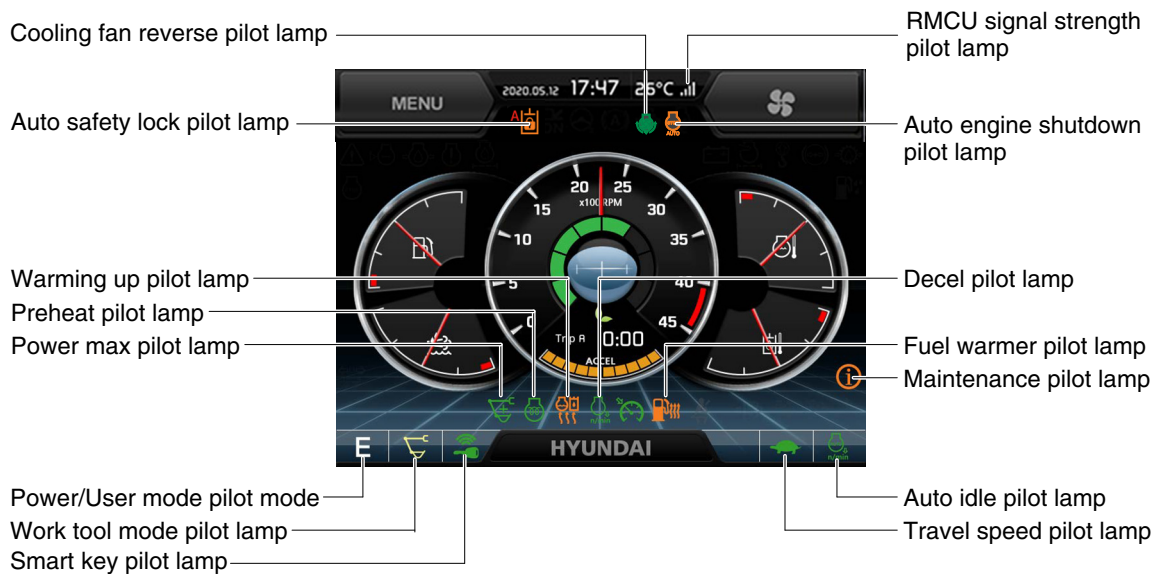 Cooling fan reverse pilot lamp
RMCU signal strength
pilot lamp
MENU
2020.05.12 17:47 26°C
Auto safety lock pilot lamp
A
AUTO
Auto engine shutdown
pilot lamp
20 25
x100RPM
15 30
10 35
5 40
0 45
Warming up pilot lamp
Decel pilot lamp
Preheat pilot lamp
Power max pilot lamp
Trip A 0:00
ACCEL
Fuel warmer pilot lamp
Maintenance pilot lamp
i
C
n/min
E
C
HYUNDAI
n/min
Power/User mode pilot mode
Auto idle pilot lamp
Work tool mode pilot lamp
Travel speed pilot lamp
Smart key pilot lamp